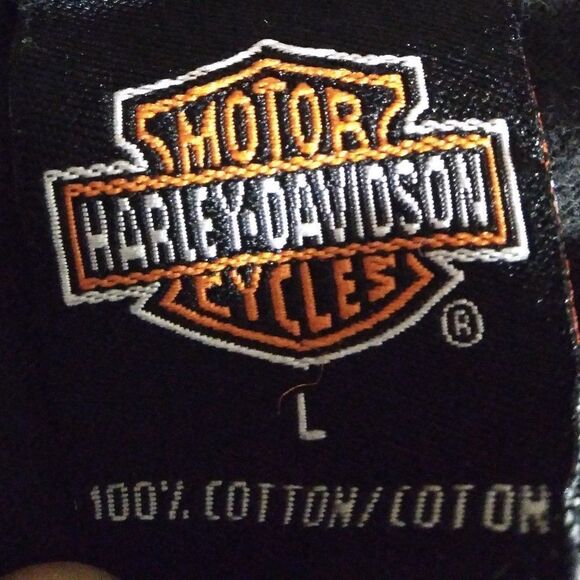 MOTOR
HARLEY-DAVIDSON
CYCLES
®
L
100% COTTON/COTON